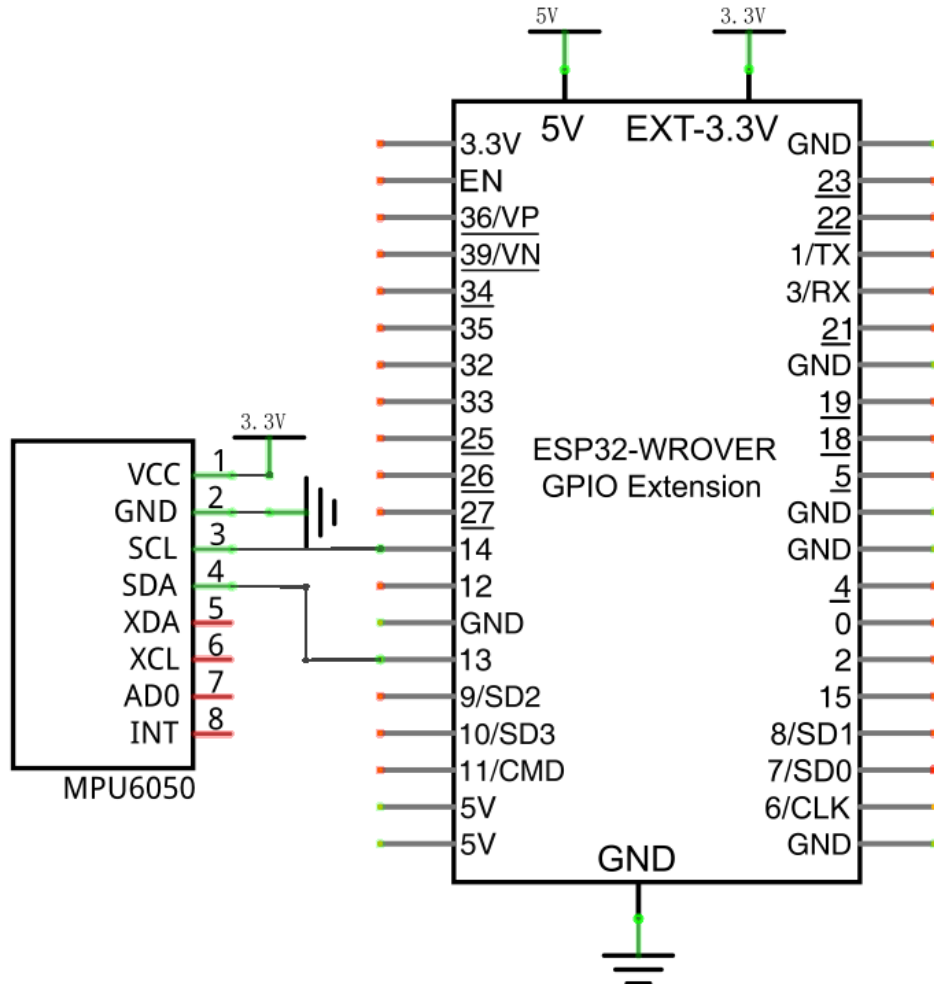 5V
3.3V
5V
EXT-3.3V
3.3V
EN
36/VP
39/VN
34
35
32
33
25
26
27
14
12
GND
13
9/SD2
10/SD3
11/CMD
5V
5V
ESP32-WROVER
GPIO Extension
GND
23
22
1/TX
3/RX
21
GND
19
18
5
GND
GND
4
0
2
15
8/SD1
7/SD0
6/CLK
GND
GND
3.3V
VCC 1
GND 2
SCL 3
SDA 4
XDA 5
XCL 6
AD0 7
INT 8
MPU6050